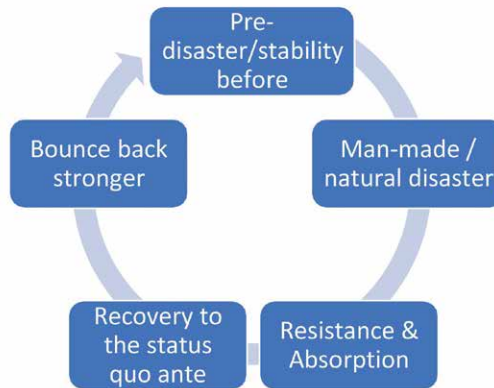 Pre-
disaster/stability
before
Man-made /
natural disaster
Resistance &
Absorption
Recovery to
the status
quo ante
Bounce back
stronger